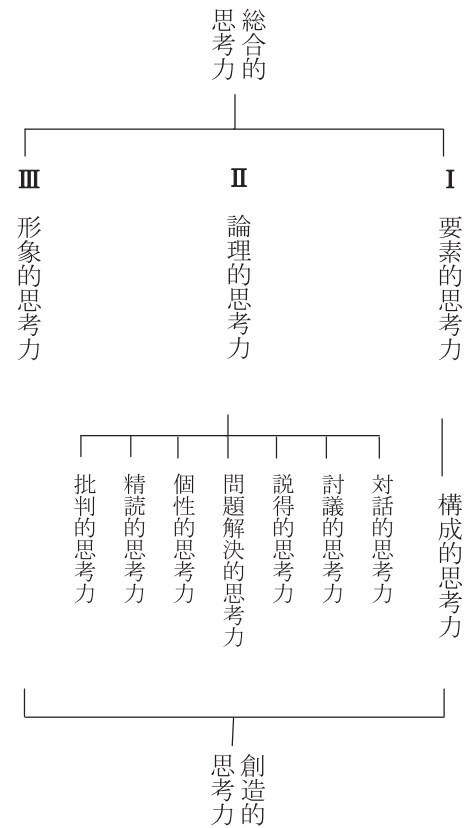 総合的
思考力
Ⅰ 要素的思考力
Ⅱ 論理的思考力
Ⅲ 形象的思考力
構成的思考力
対話的思考力
討議的思考力
説得的思考力
問題解決的思考力
個性的思考力
精読的思考力
批判的思考力
創造的
思考力